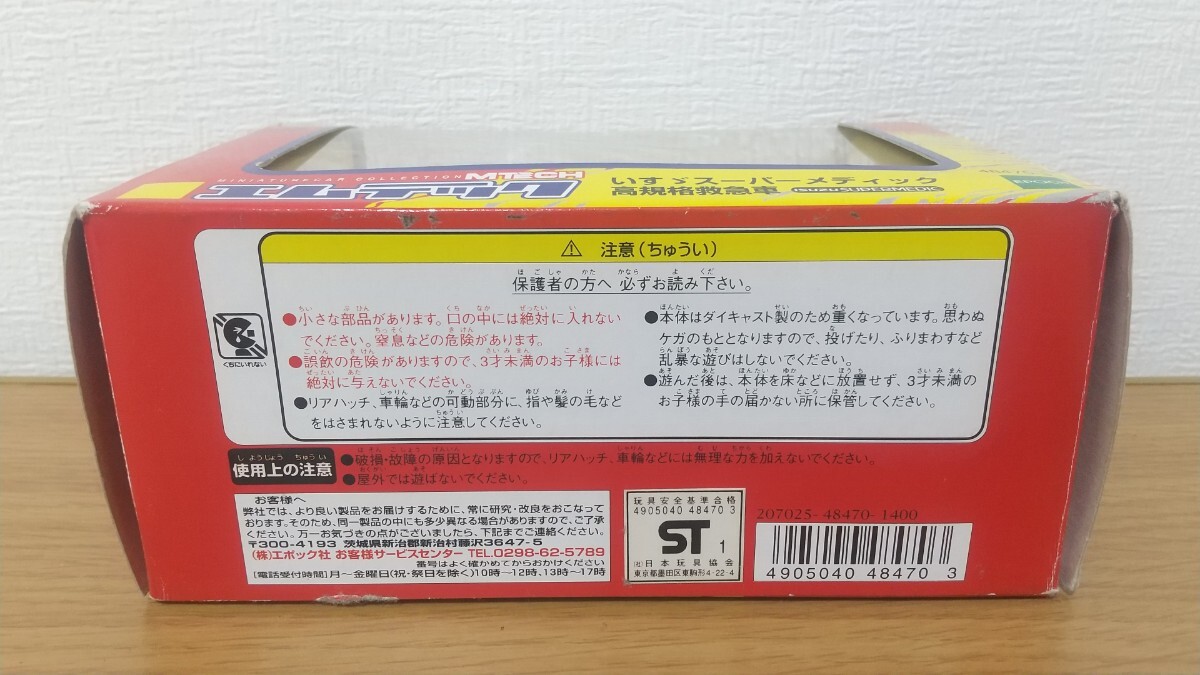 MINIATURECAR COLLECTION M-TECH
エムテック
いすゞスーパーメディック
高規格救急車 ISUZU SUPERMEDIC
EPOCH
⚠ 注意(ちゅうい)
保護者の方へ 必ずお読み下さい。
●小さな部品があります。口の中には絶対に入れない
でください。窒息などの危険があります。
●誤飲の危険がありますので、3才未満のお子様には
絶対に与えないでください。
●リアハッチ、車輪などの可動部分に、指や髪の毛など
をはさまれないように注意してください。
●本体はダイキャスト製のため重くなっています。思わぬ
ケガのもととなりますので、投げたり、ふりまわすなど
乱暴な遊びはしないでください。
●遊んだ後は、本体を床などに放置せず、3才未満の
お子様の手の届かない所に保管してください。
くちにいれない
使用上の注意
●破損・故障の原因となりますので、リアハッチ、車輪などには無理な力を加えないでください。
●屋外では遊ばないでください。
お客様へ
弊社では、より良い製品をお届けするために、常に研究・改良をおこなって
おります。そのため、同一製品の中にも多少異なる場合がありますので、ご了承
ください。万一お気づきの点がございましたら、下記までご連絡ください。
〒300-4193 茨城県新治郡新治村藤沢3647-5
(株)エポック社 お客様サービスセンター TEL.0298-62-5789
番号はよく確かめてからおかけください
[電話受付時間]月〜金曜日(祝・祭日を除く)10時〜12時、13時〜17時
玩具安全基準合格
4905040 48470 3
ST 1
(社)日本玩具協会
東京都墨田区東駒形4-22-4
207025-48470-1400
4905040 48470 3